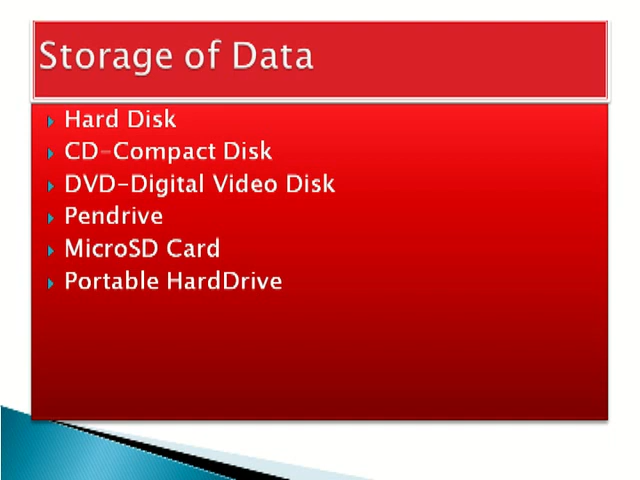 Storage of Data
Hard Disk
CD-Compact Disk
DVD-Digital Video Disk
Pendrive
MicroSD Card
Portable HardDrive